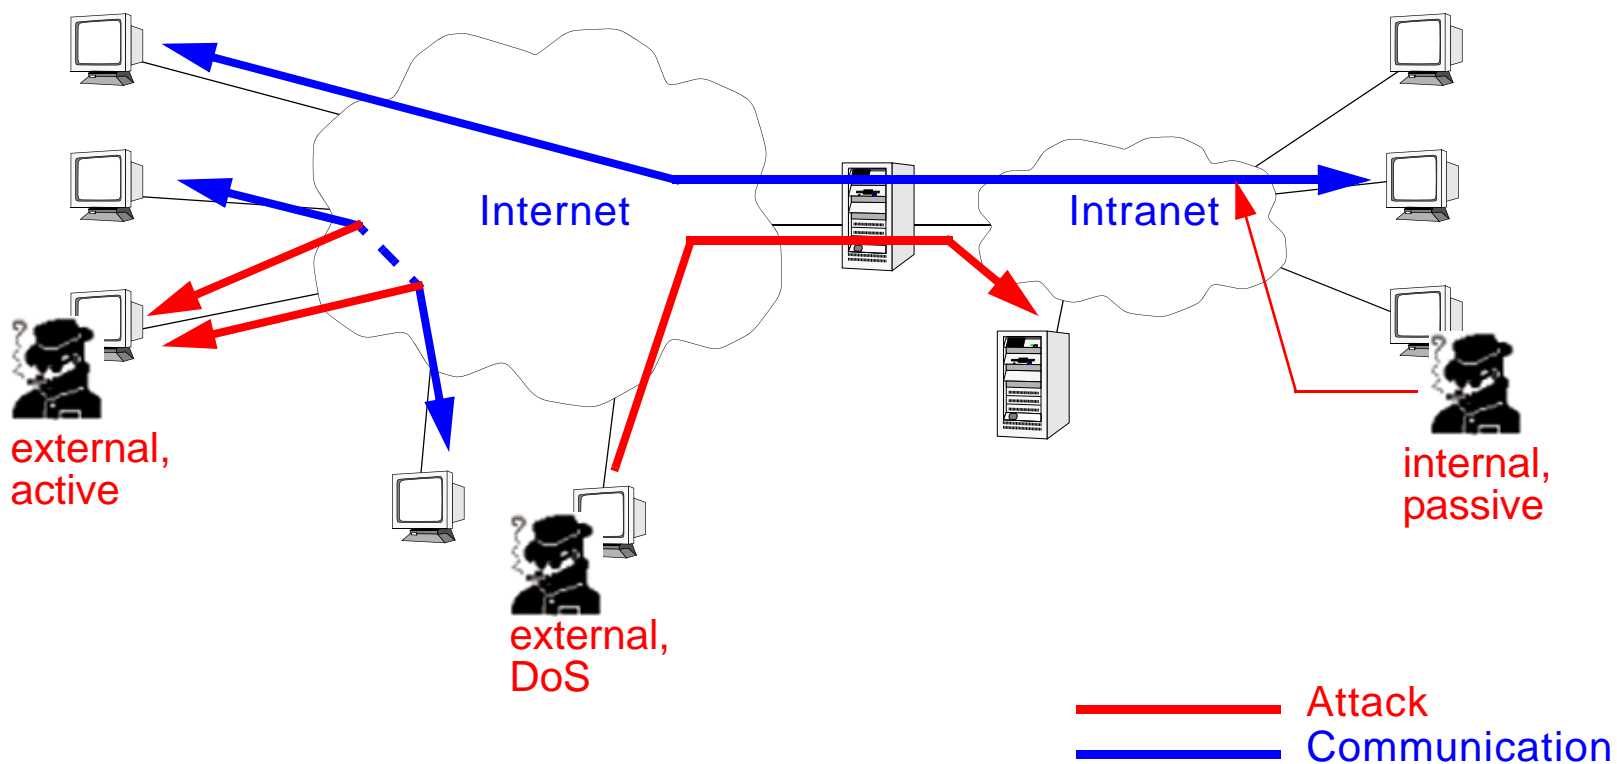 Internet
Intranet
external,
active
internal,
passive
external,
DoS
Attack
Communication